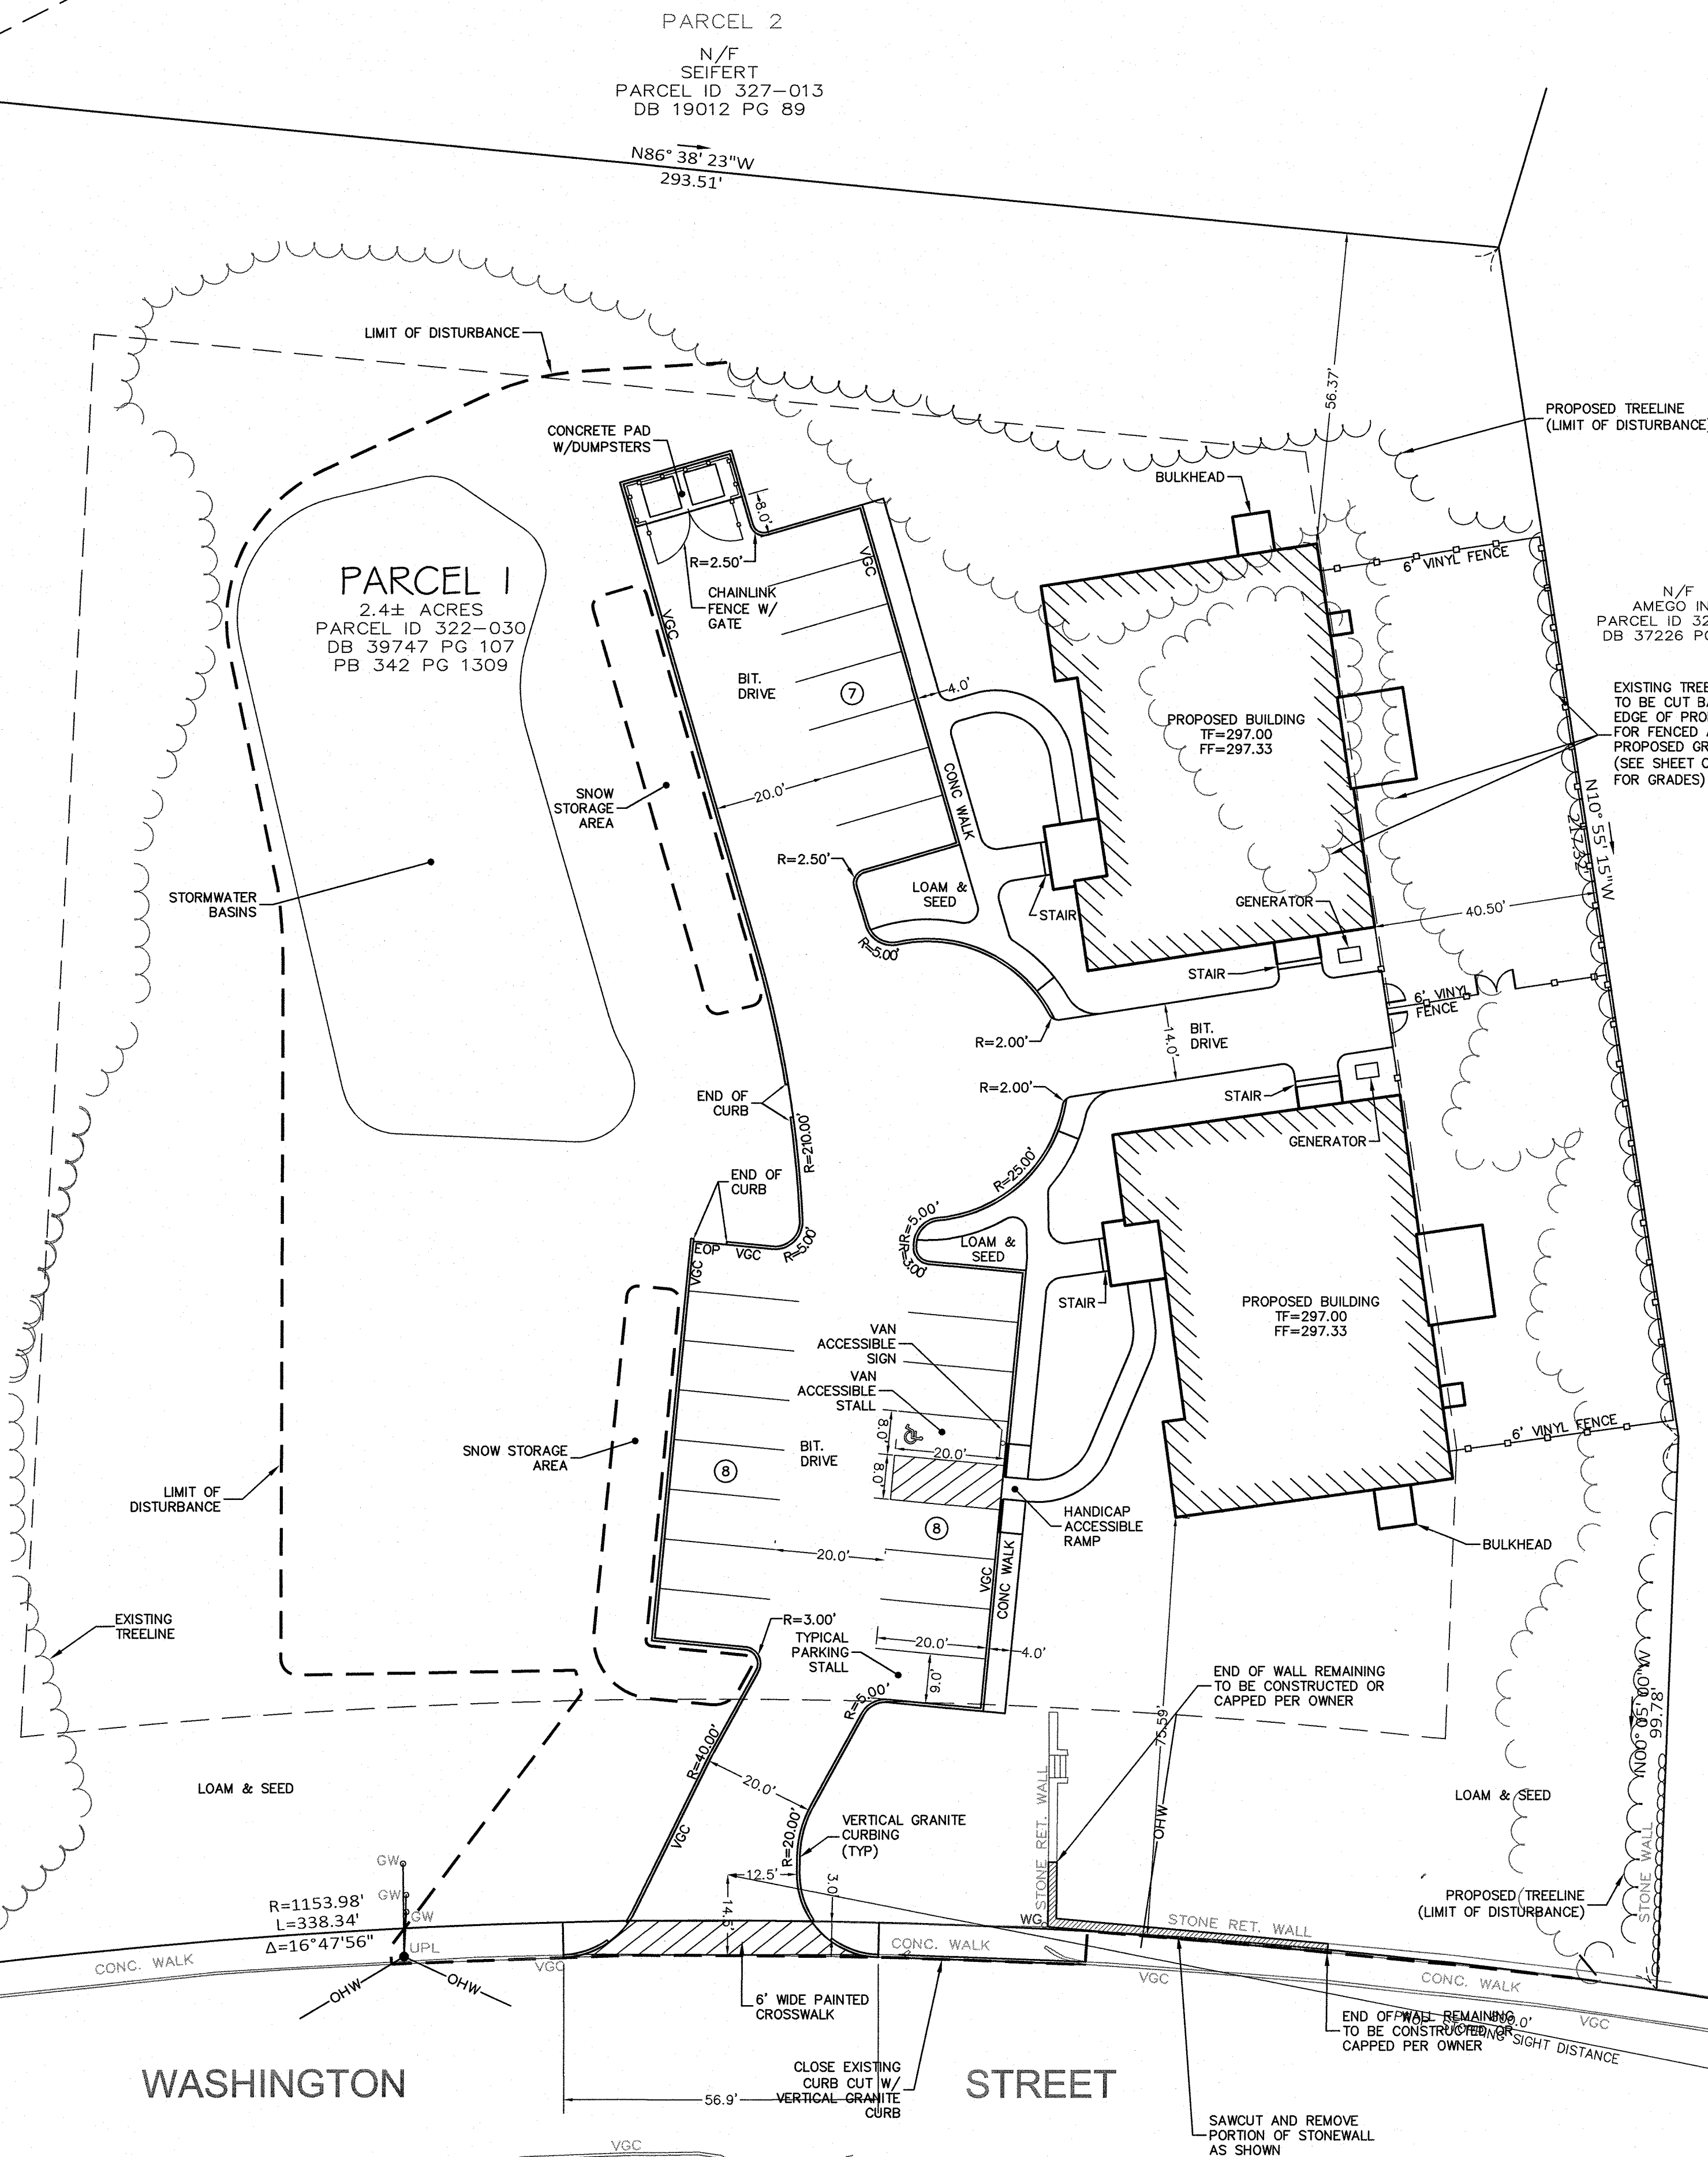 PARCEL 2
N/F
SEIFERT
PARCEL ID 327-013
DB 19012 PG 89
N86° 38' 23"W
293.51'
LIMIT OF DISTURBANCE
56.37'
PROPOSED TREELINE
(LIMIT OF DISTURBANCE)
CONCRETE PAD
W/DUMPSTERS
BULKHEAD
8.0'
R=2.50'
VGC
6' VINYL FENCE
PARCEL 1
2.4± ACRES
PARCEL ID 322-030
DB 39747 PG 107
PB 342 PG 1309
CHAINLINK
FENCE W/
GATE
VGC
N/F
AMEGO IN
PARCEL ID 32
DB 37226 PG
BIT.
DRIVE
7
4.0'
PROPOSED BUILDING
TF=297.00
FF=297.33
EXISTING TREE
TO BE CUT BA
EDGE OF PRO
FOR FENCED A
PROPOSED GR
(SEE SHEET C
FOR GRADES)
SNOW
STORAGE
AREA
20.0'
CONC WALK
N10° 55' 15"W
217.32'
R=2.50'
STORMWATER
BASINS
LOAM &
SEED
STAIR
GENERATOR
40.50'
R=5.00'
STAIR
6' VINYL
FENCE
R=2.00'
14.0'
BIT.
DRIVE
R=2.00'
STAIR
END OF
CURB
R=210.00'
GENERATOR
END OF
CURB
R=25.00'
R=5.00'
R=3.00'
EOP
VGC
R=5.00'
VGC
LOAM &
SEED
STAIR
PROPOSED BUILDING
TF=297.00
FF=297.33
VAN
ACCESSIBLE
SIGN
VAN
ACCESSIBLE
STALL
8.0'
20.0'
8.0'
6' VINYL FENCE
SNOW STORAGE
AREA
BIT.
DRIVE
8
LIMIT OF
DISTURBANCE
8
HANDICAP
ACCESSIBLE
RAMP
BULKHEAD
20.0'
VGC
CONC WALK
EXISTING
TREELINE
R=3.00'
TYPICAL
PARKING
STALL
20.0'
4.0'
9.0'
R=5.00'
END OF WALL REMAINING
TO BE CONSTRUCTED OR
CAPPED PER OWNER
N00° 05' 00"W
99.78'
75.59'
R=40.00'
20.0'
LOAM & SEED
LOAM & SEED
STONE RET. WALL
OHW
VERTICAL GRANITE
CURBING
(TYP)
R=20.00'
VGC
12.5'
3.0'
14.5'
GW
GW
GW
R=1153.98'
L=338.34'
Δ=16°47'56"
UPL
PROPOSED TREELINE
(LIMIT OF DISTURBANCE)
STONE WALL
WG
STONE RET. WALL
CONC. WALK
CONC. WALK
CONC. WALK
VGC
VGC
VGC
OHW
OHW
6' WIDE PAINTED
CROSSWALK
END OF WALL REMAINING
TO BE CONSTRUCTED OR
CAPPED PER OWNER
STOPPING SIGHT DISTANCE
WASHINGTON STREET
CLOSE EXISTING
CURB CUT W/
VERTICAL GRANITE
CURB
56.9'
SAWCUT AND REMOVE
PORTION OF STONEWALL
AS SHOWN
VGC